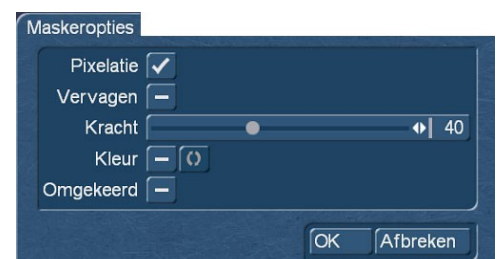 Maskeropties
Pixelatie
Vervagen
Kracht 40
Kleur
Omgekeerd
OK Afbreken